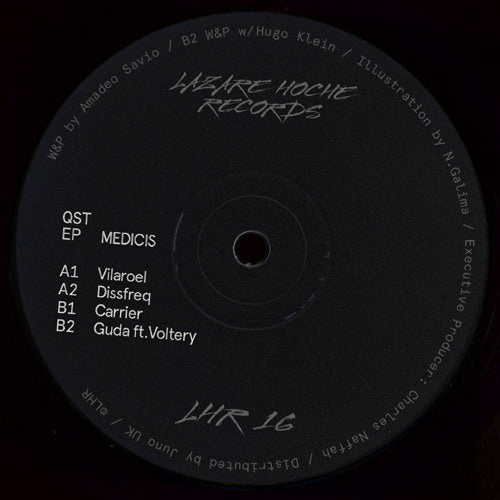 W&P by Amadeo Savio / B2 W&P w/Hugo Klein / Illustration by N.Galima / Executive Producer: Charles Naffah / Distributed by Juno UK / ©LHR
LAZARE HOCHE
RECORDS
QST
EP MEDICIS
A1 Vilaroel
A2 Dissfreq
B1 Carrier
B2 Guda ft.Voltery
LHR 16